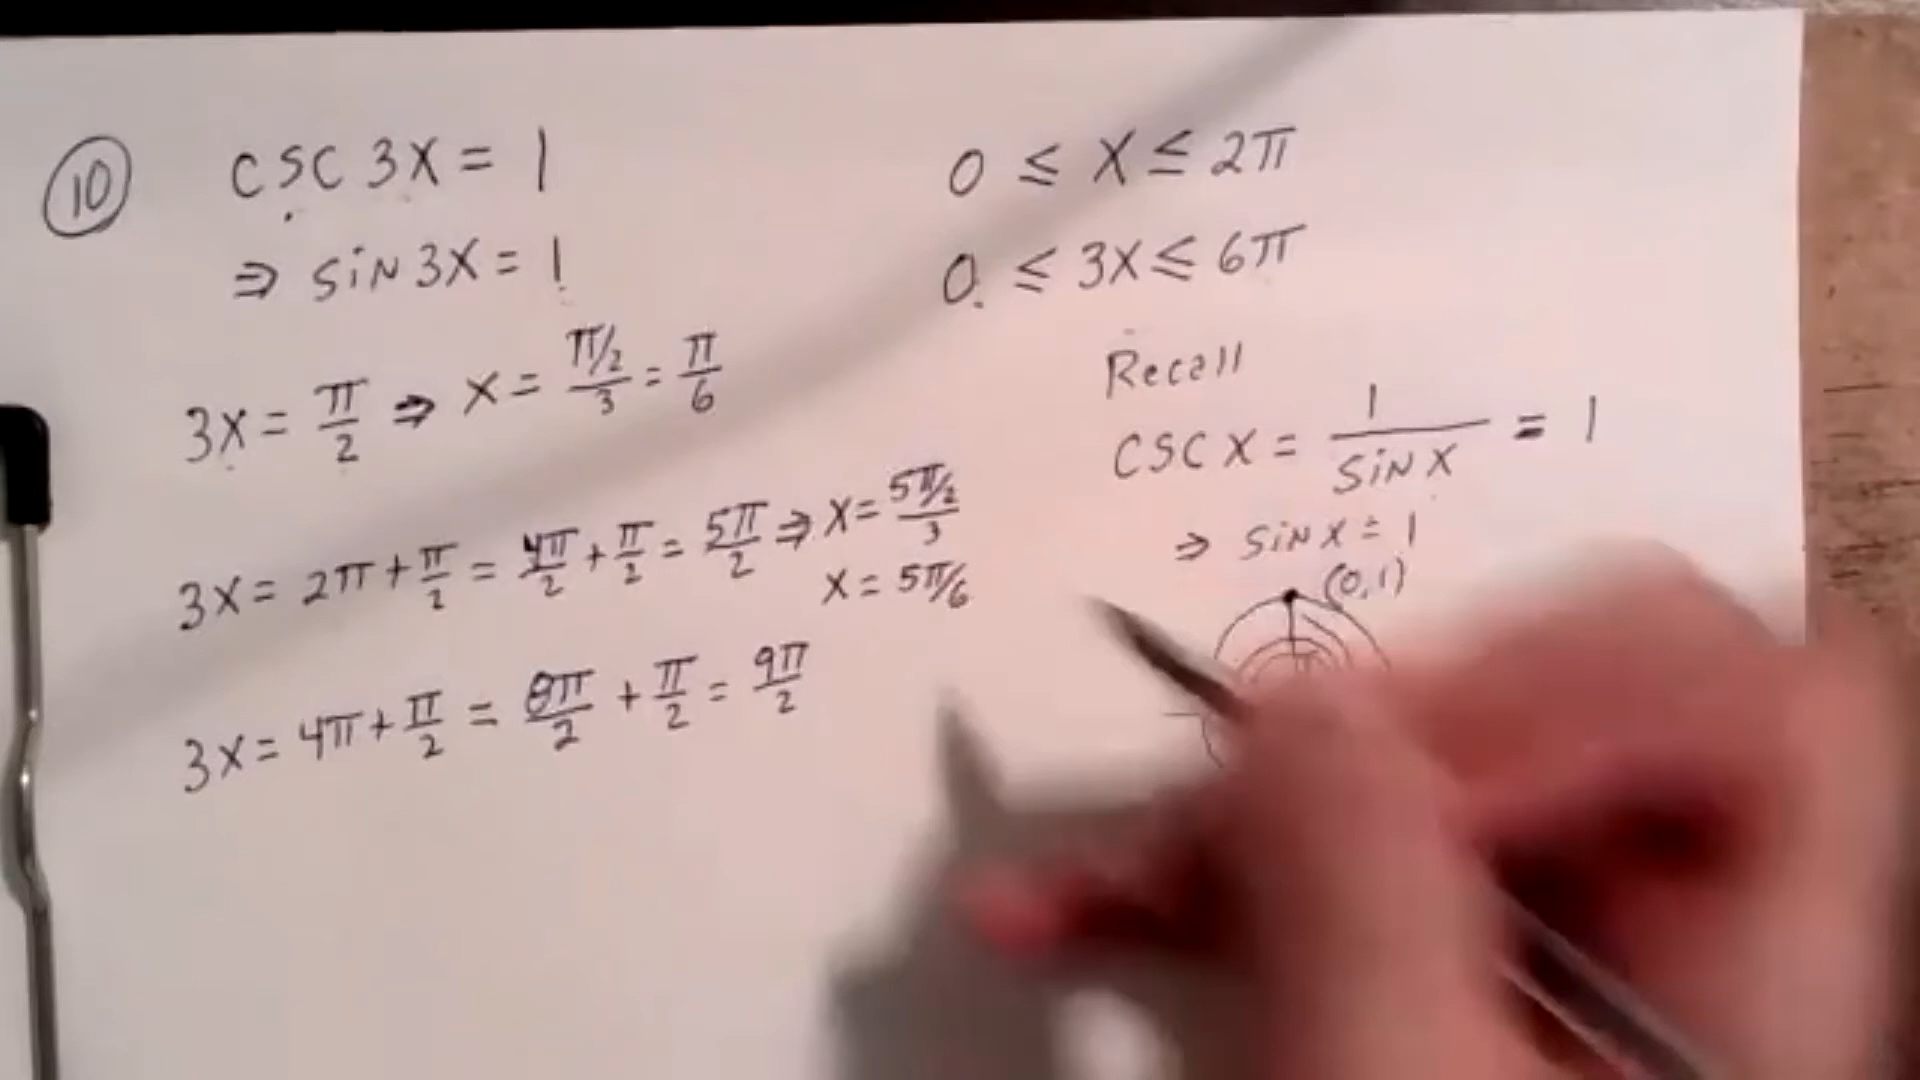 10 csc 3x = 1
⇒ sin 3x = 1
3x = π/2 ⇒ x = (π/2)/3 = π/6
3x = 2π + π/2 = 4π/2 + π/2 = 5π/2 ⇒ x = (5π/2)/3
x = 5π/6
3x = 4π + π/2 = 8π/2 + π/2 = 9π/2
0 ≤ x ≤ 2π
0 ≤ 3x ≤ 6π
Recall
csc x = 1/sin x = 1
⇒ sin x = 1
(0,1)